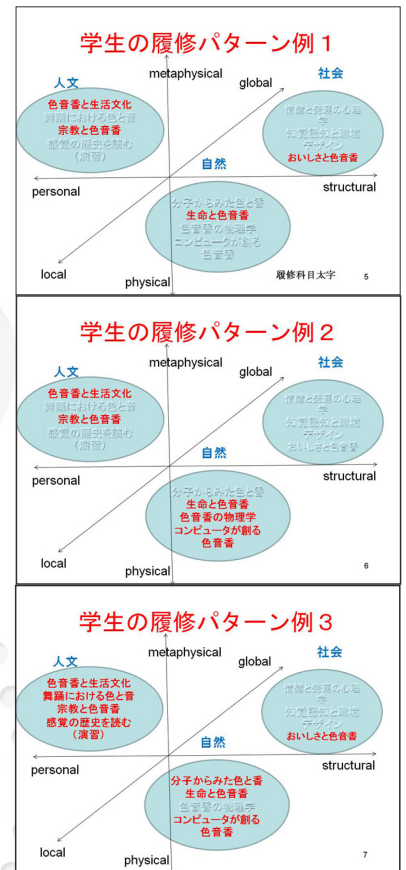 学生の履修パターン例１
人文
metaphysical
global
社会
色音香と生活文化
舞踊における色と音
宗教と色音香
感覚の歴史を読む
（演習）
情緒と発達の心理
学
知覚認知と環境
デザイン
おいしさと色音香
自然
personal
structural
分子からみた色と香
生命と色音香
色音香の物理学
コンピュータが創る
色音香
local
physical
履修科目太字
5
学生の履修パターン例２
人文
metaphysical
global
社会
色音香と生活文化
舞踊における色と音
宗教と色音香
感覚の歴史を読む
（演習）
情緒と発達の心理
学
知覚認知と環境
デザイン
おいしさと色音香
自然
personal
structural
分子からみた色と香
生命と色音香
色音香の物理学
コンピュータが創る
色音香
local
physical
6
学生の履修パターン例３
人文
metaphysical
global
社会
色音香と生活文化
舞踊における色と音
宗教と色音香
感覚の歴史を読む
（演習）
情緒と発達の心理
学
知覚認知と環境
デザイン
おいしさと色音香
自然
personal
structural
分子からみた色と香
生命と色音香
色音香の物理学
コンピュータが創る
色音香
local
physical
7